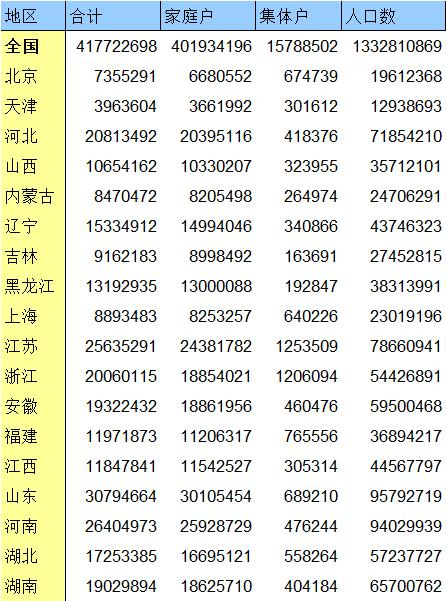 地区 合计 家庭户 集体户 人口数
全国 417722698 401934196 15788502 1332810869
北京 7355291 6680552 674739 19612368
天津 3963604 3661992 301612 12938693
河北 20813492 20395116 418376 71854210
山西 10654162 10330207 323955 35712101
内蒙古 8470472 8205498 264974 24706291
辽宁 15334912 14994046 340866 43746323
吉林 9162183 8998492 163691 27452815
黑龙江 13192935 13000088 192847 38313991
上海 8893483 8253257 640226 23019196
江苏 25635291 24381782 1253509 78660941
浙江 20060115 18854021 1206094 54426891
安徽 19322432 18861956 460476 59500468
福建 11971873 11206317 765556 36894217
江西 11847841 11542527 305314 44567797
山东 30794664 30105454 689210 95792719
河南 26404973 25928729 476244 94029939
湖北 17253385 16695121 558264 57237727
湖南 19029894 18625710 404184 65700762